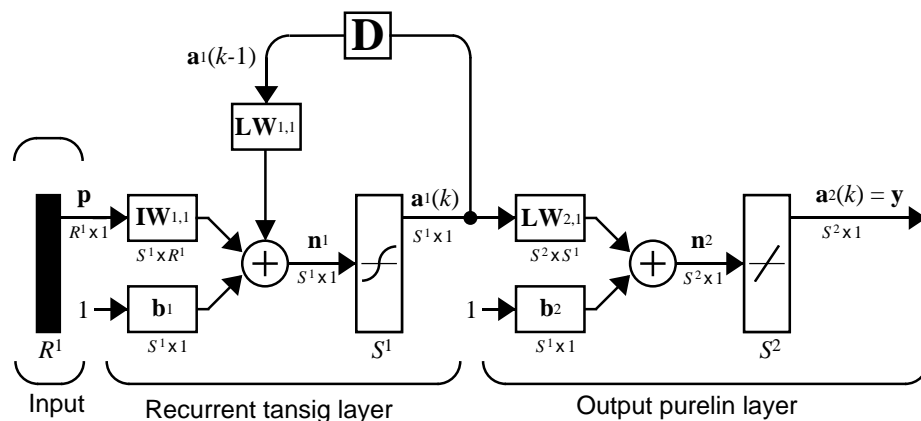 D
a1(k-1)
LW1,1
p
R1 x 1
IW1,1
S1 x R1
1
b1
S1 x 1
n1
S1 x 1
a1(k)
S1 x 1
LW2,1
S2 x S1
1
b2
S1 x 1
n2
S2 x 1
a2(k) = y
S2 x 1
R1
S1
S2
Input
Recurrent tansig layer
Output purelin layer